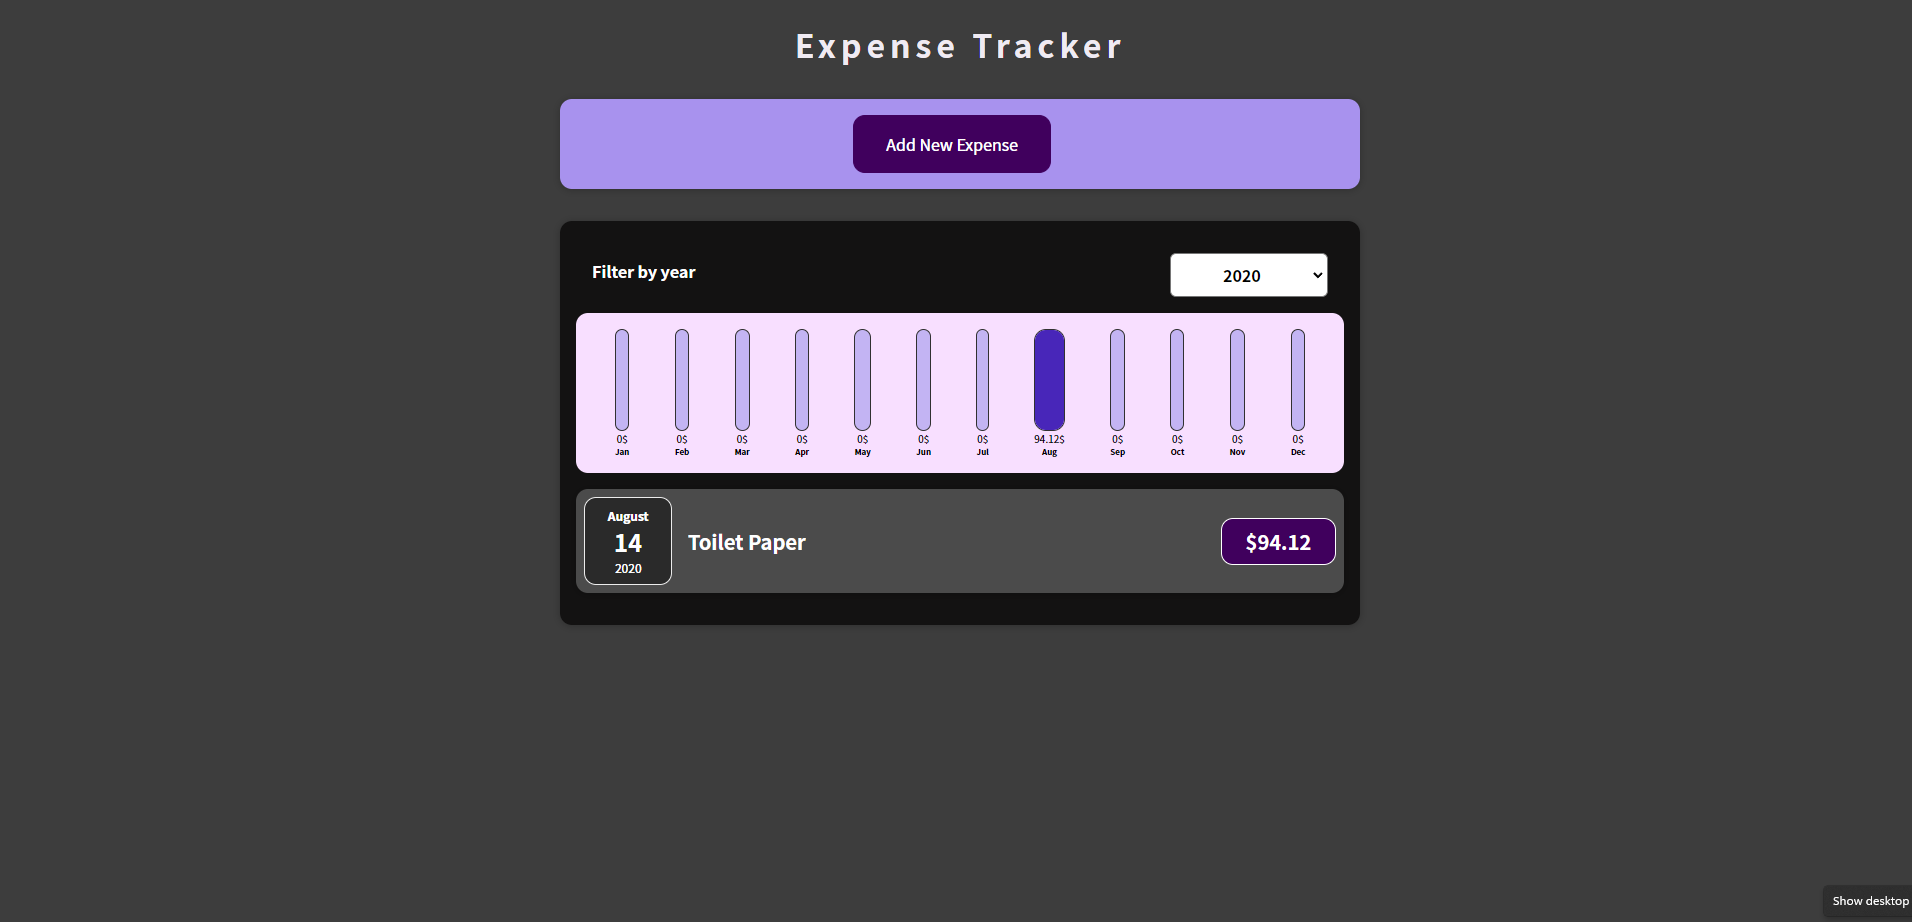 Expense Tracker
Add New Expense
Filter by year
2020
0$ 0$ 0$ 0$ 0$ 0$ 0$ 94.12$ 0$ 0$ 0$ 0$
Jan Feb Mar Apr May Jun Jul Aug Sep Oct Nov Dec
August
14
2020
Toilet Paper
$94.12
Show desktop